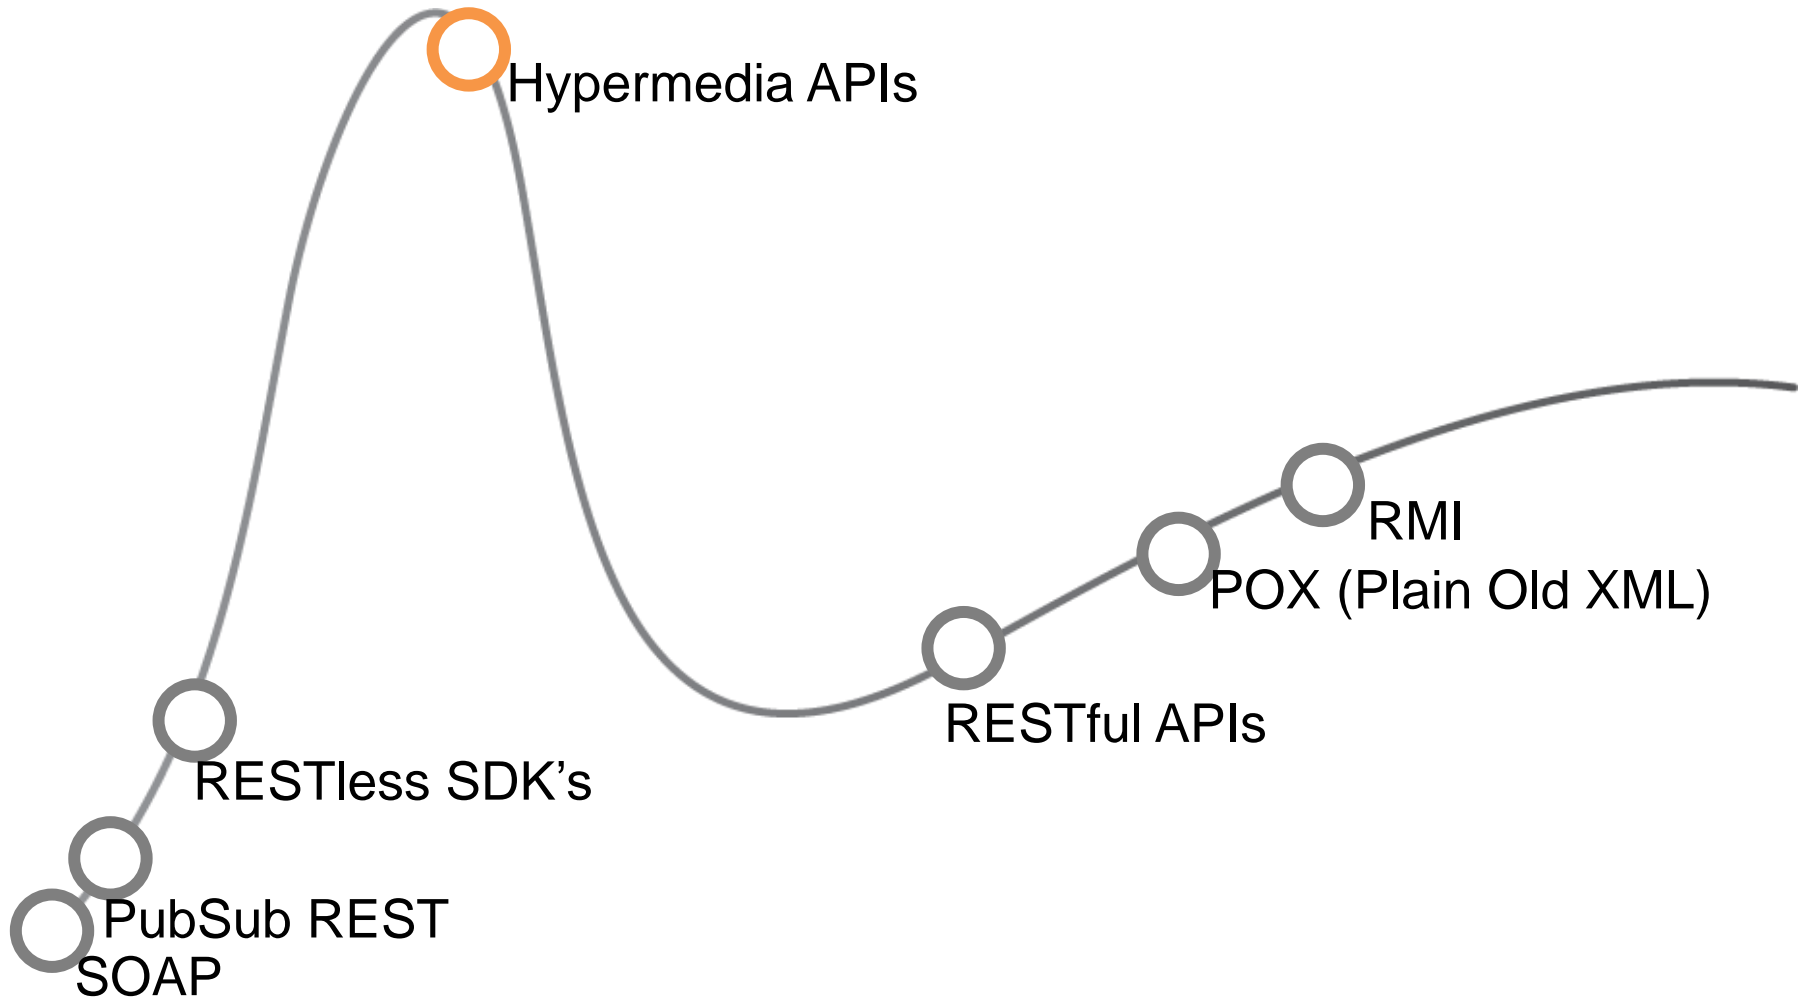 Hypermedia APIs
RMI
POX (Plain Old XML)
RESTful APIs
RESTless SDK’s
PubSub REST
SOAP